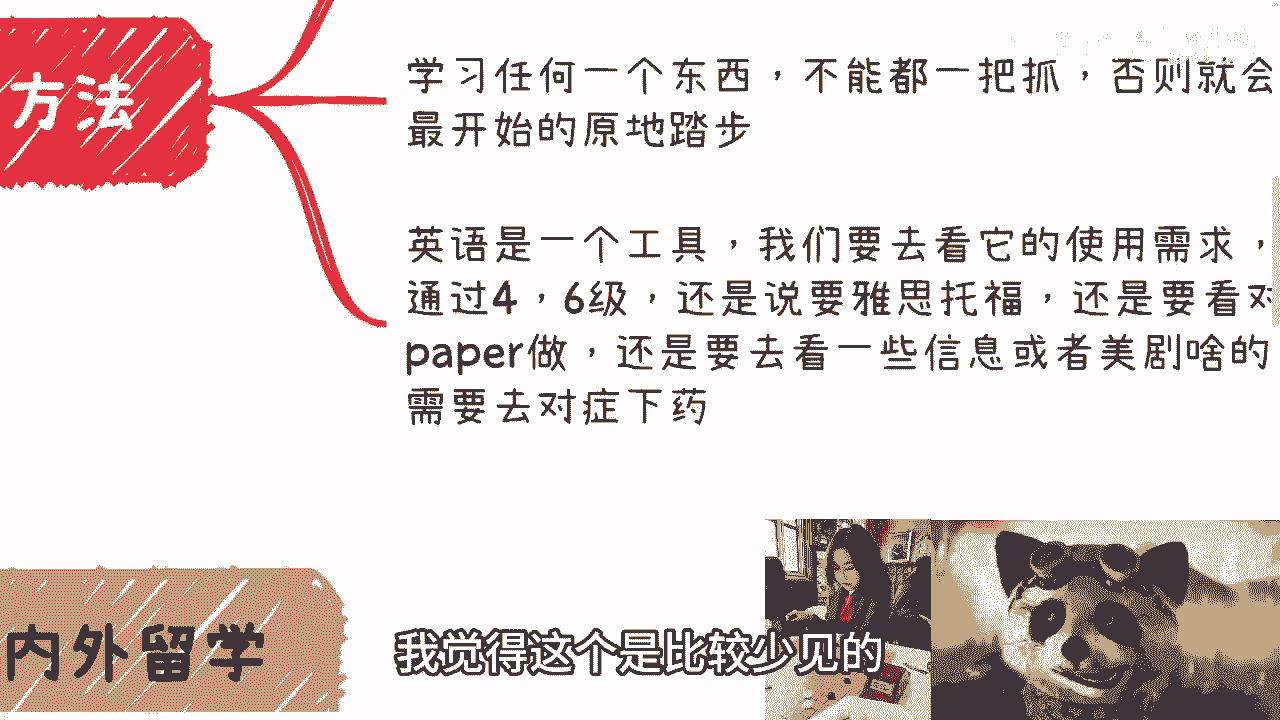 方法
学习任何一个东西，不能都一把抓，否则就会
最开始的原地踏步
英语是一个工具，我们要去看它的使用需求，
通过4，6级，还是说要雅思托福，还是要看
paper做，还是要去看一些信息或者美剧啥的
需要去对症下药
内外留学
我觉得这个是比较少见的